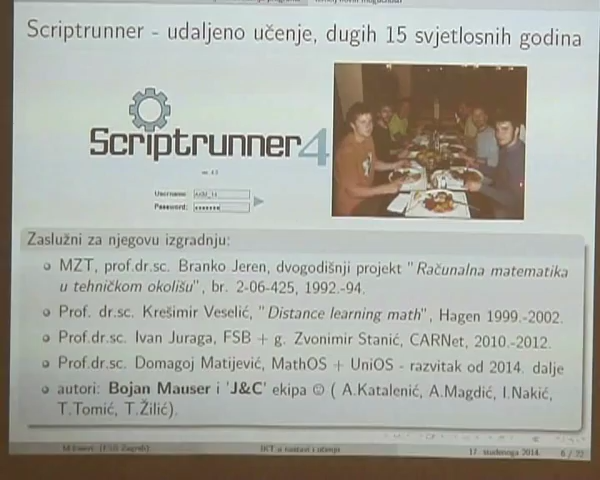 Scriptrunner - udaljeno učenje, dugih 15 svjetlosnih godina
Scriptrunner4
Username:
Password:
Zaslužni za njegovu izgradnju:
MZT, prof.dr.sc. Branko Jeren, dvogodišnji projekt "Računalna matematika
u tehničkom okolišu", br. 2-06-425, 1992.-94.
Prof. dr.sc. Krešimir Veselić, "Distance learning math", Hagen 1999.-2002.
Prof.dr.sc. Ivan Juraga, FSB + g. Zvonimir Stanić, CARNet, 2010.-2012.
Prof.dr.sc. Domagoj Matijević, MathOS + UniOS - razvitak od 2014. dalje
autori: Bojan Mauser i 'J&C' ekipa ☺ ( A.Katalenić, A.Magdić, I.Nakić,
T.Tomić, T.Žilić).
IKT u nastavi i učenju
17. studenoga 2014.
6 / 22